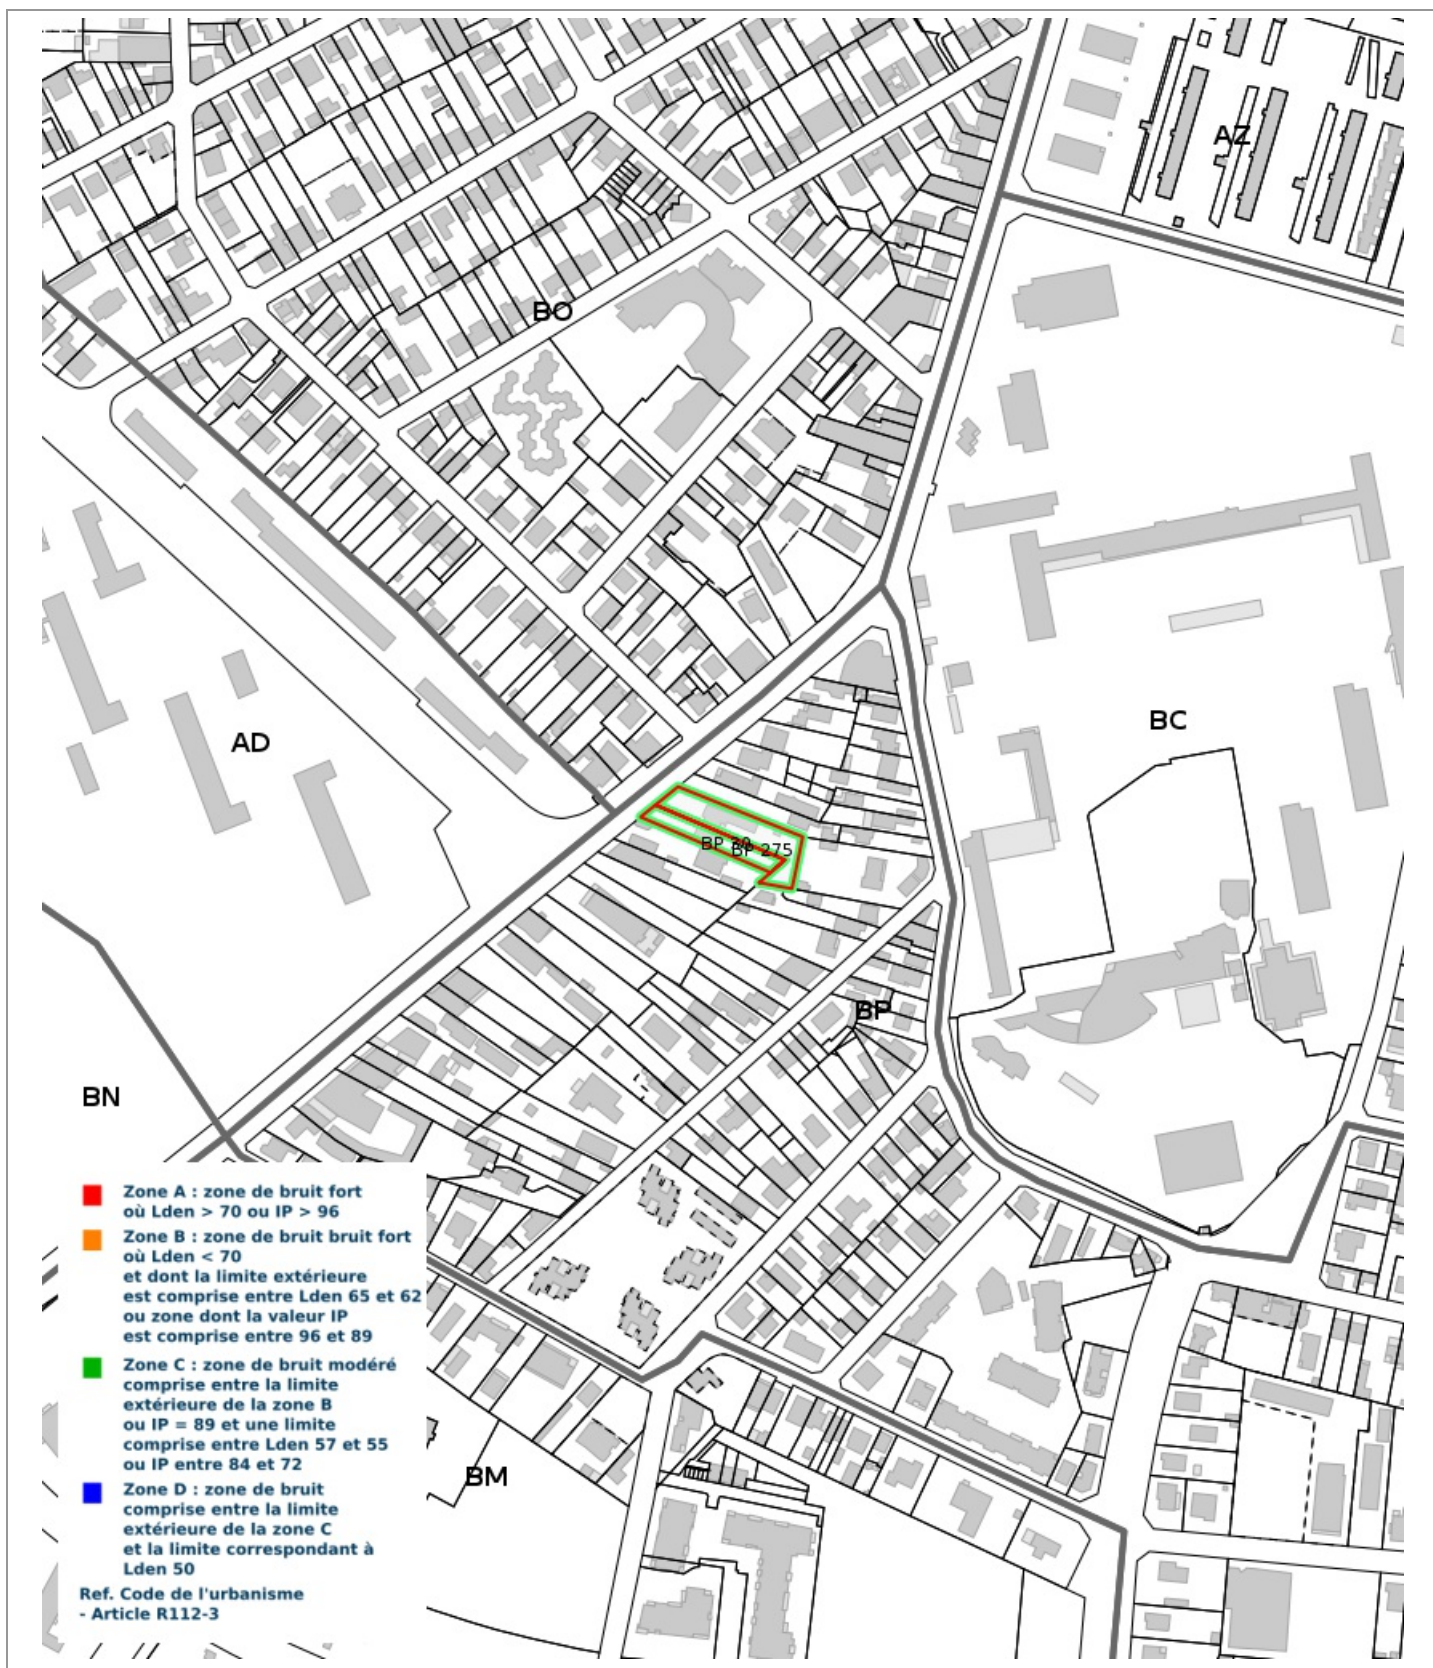 AZ
BO
BC
AD
BP 275
BP
BN
Zone A : zone de bruit fort
où Lden > 70 ou IP > 96
Zone B : zone de bruit bruit fort
où Lden < 70
et dont la limite extérieure
est comprise entre Lden 65 et 62
ou zone dont la valeur IP
est comprise entre 96 et 89
Zone C : zone de bruit modéré
comprise entre la limite
extérieure de la zone B
ou IP = 89 et une limite
comprise entre Lden 57 et 55
ou IP entre 84 et 72
Zone D : zone de bruit
comprise entre la limite
extérieure de la zone C
et la limite correspondant à
Lden 50
Ref. Code de l'urbanisme
- Article R112-3
BM